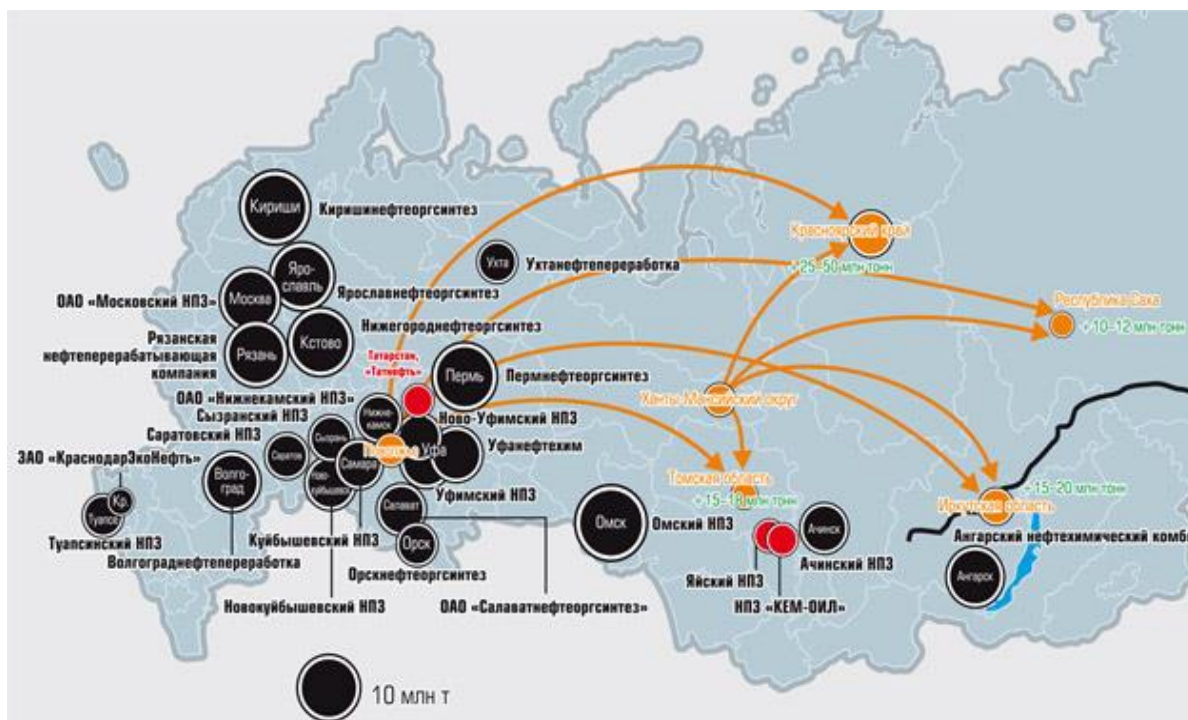 Кириши
Киришинефтеоргсинтез
Яро-
славль
Ярославнефтеоргсинтез
Ухта
Ухтанефтепереработка
Красноярский край
+25–50 млн тонн
Республика Саха
+10–12 млн тонн
ОАО «Московский НПЗ»
Москва
Рязанская
нефтеперерабатывающая
компания
Рязань
Кстово
Нижегороднефтеоргсинтез
Татарстан,
«Татнефть»
Пермь
Пермнефтеоргсинтез
ОАО «Нижнекамский НПЗ»
Нижне-
камск
Ново-Уфимский НПЗ
Ханты-Мансийский округ
Сызранский НПЗ
Сызрань
Саратовский НПЗ
Саратов
Поволжье
Уфа
Уфанефтехим
ЗАО «КраснодарЭкоНефть»
Волго-
град
Ново-
куйбышевск
Самара
Уфимский НПЗ
Томская область
+15–18 млн тонн
+15–20 млн тонн
Иркутская область
Кр.
Туапсе
Туапсинский НПЗ
Салават
Омск
Омский НПЗ
Ачинск
Ангарский нефтехимический комб
Куйбышевский НПЗ
Орск
Волгограднефтепереработка
Орскнефтеоргсинтез
Яйский НПЗ
Ачинский НПЗ
Ангарск
Новокуйбышевский НПЗ
ОАО «Салаватнефтеоргсинтез»
НПЗ «КЕМ-ОИЛ»
10 млн т